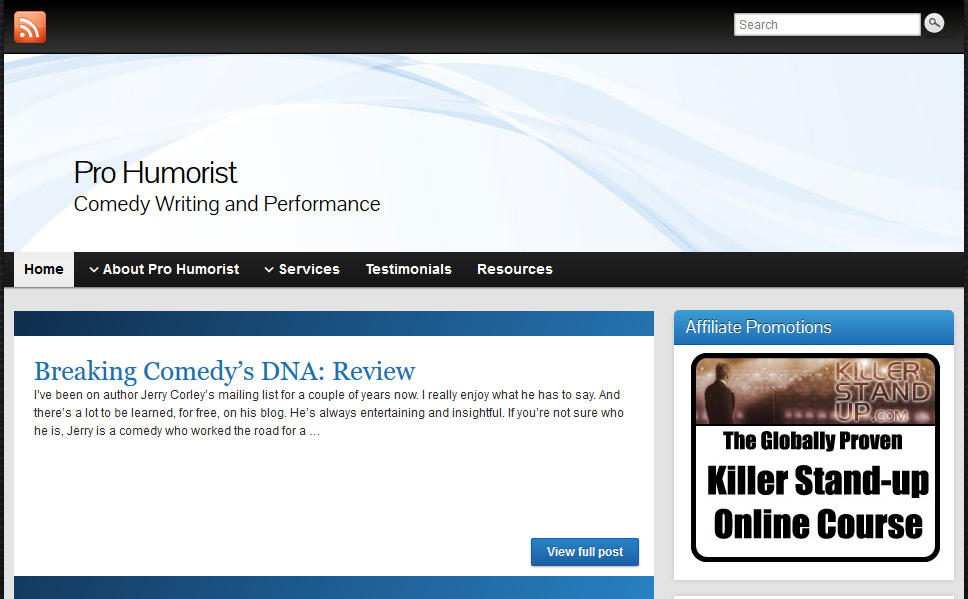 Search
Pro Humorist
Comedy Writing and Performance
Home
About Pro Humorist
Services
Testimonials
Resources
Breaking Comedy’s DNA: Review
I’ve been on author Jerry Corley’s mailing list for a couple of years now. I really enjoy what he has to say. And
there’s a lot to be learned, for free, on his blog. He’s always entertaining and insightful. If you’re not sure who
he is, Jerry is a comedy who worked the road for a …
View full post
Affiliate Promotions
KILLER
STAND
UP.COM
The Globally Proven
Killer Stand-up
Online Course